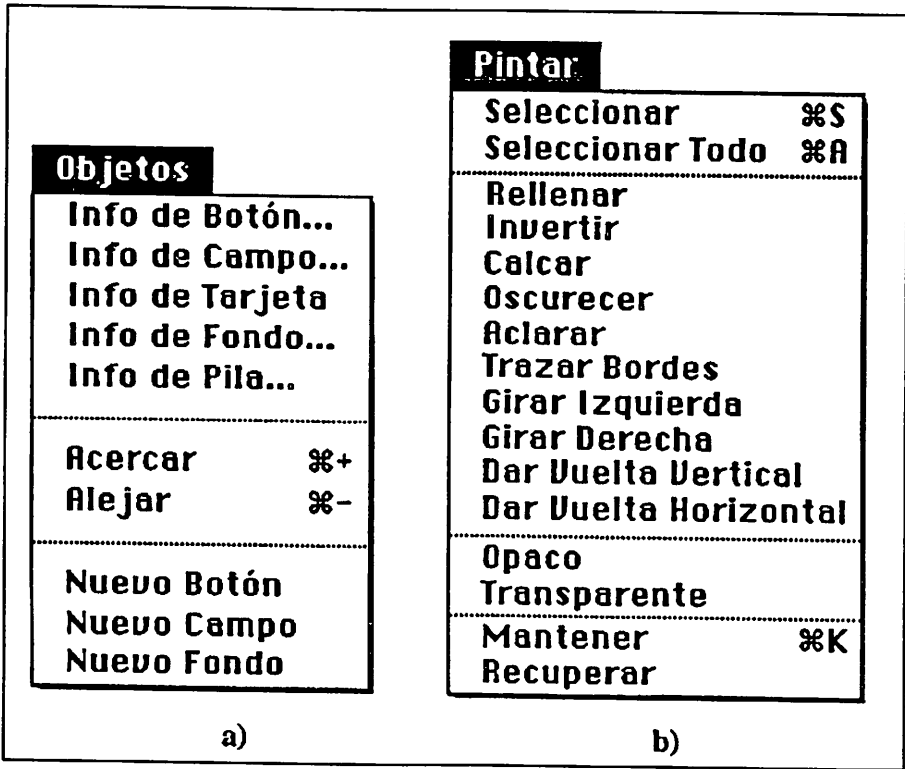 Objetos
Info de Botón...
Info de Campo...
Info de Tarjeta
Info de Fondo...
Info de Pila...
Acercar ⌘+
Alejar ⌘-
Nuevo Botón
Nuevo Campo
Nuevo Fondo
a)
Pintar
Seleccionar ⌘S
Seleccionar Todo ⌘A
Rellenar
Invertir
Calcar
Oscurecer
Aclarar
Trazar Bordes
Girar Izquierda
Girar Derecha
Dar Vuelta Vertical
Dar Vuelta Horizontal
Opaco
Transparente
Mantener ⌘K
Recuperar
b)